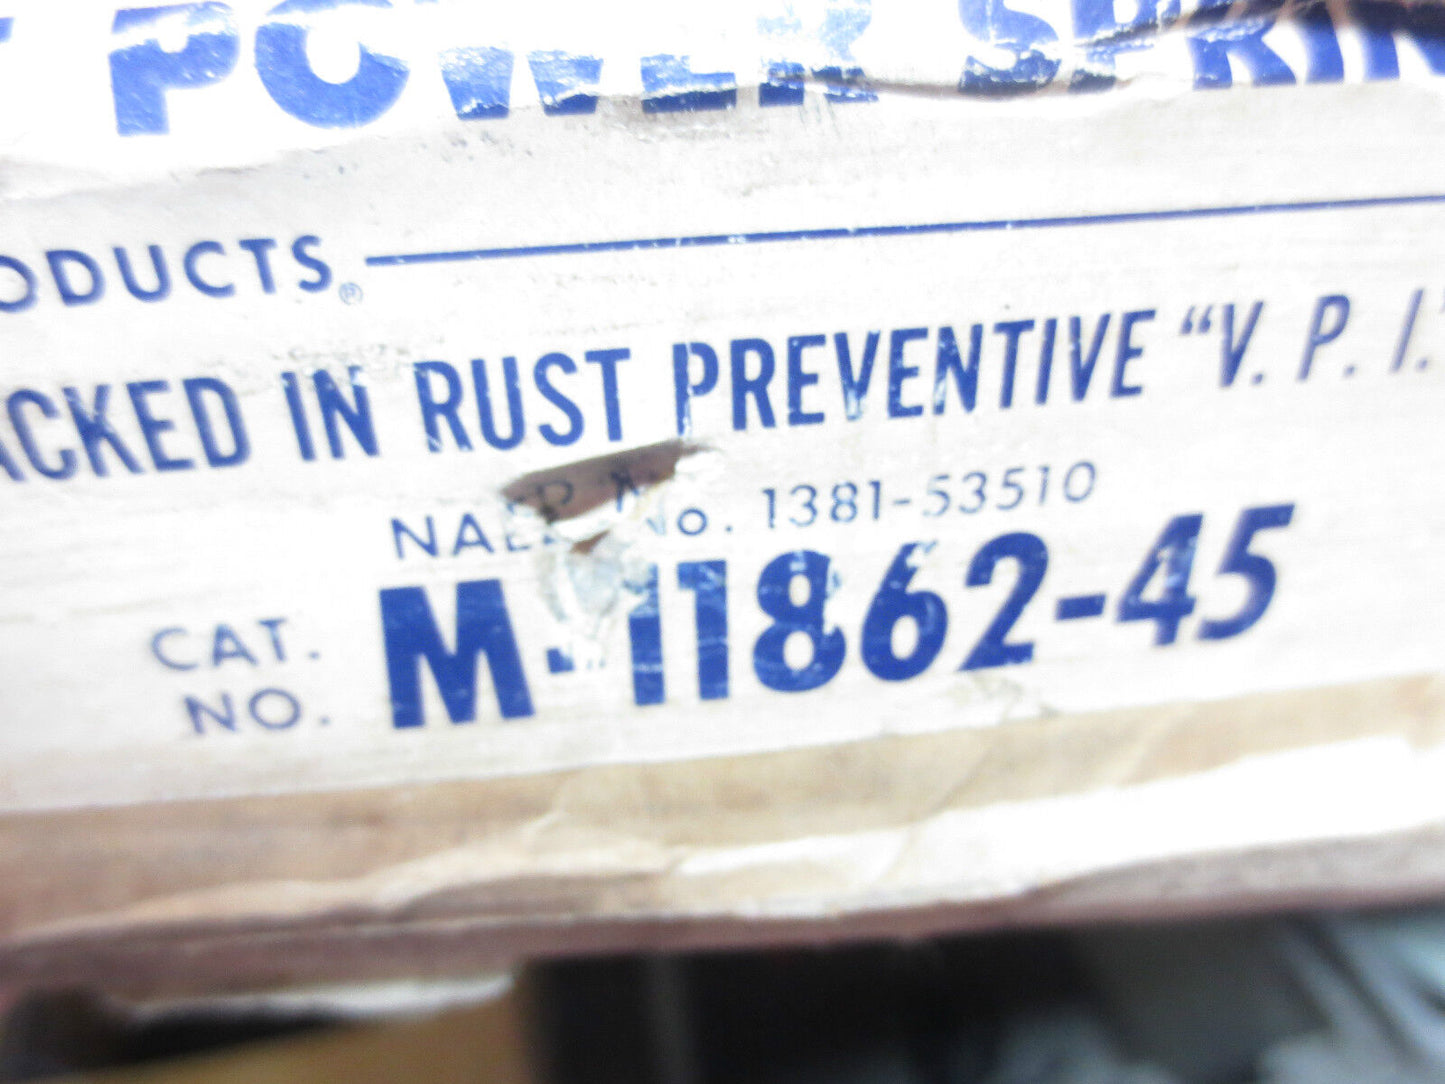 POWER SPRIN
ODUCTS®
ACKED IN RUST PREVENTIVE "V. P. I."
No. 1381-53510
CAT. NO. M-11862-45